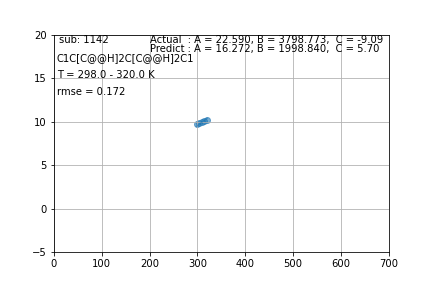 sub: 1142
Actual : A = 22.590, B = 3798.773, C = -9.09
Predict : A = 16.272, B = 1998.840, C = 5.70
C1C[C@@H]2C[C@@H]2C1
T = 298.0 - 320.0 K
rmse = 0.172
20
15
10
5
0
−5
0 100 200 300 400 500 600 700